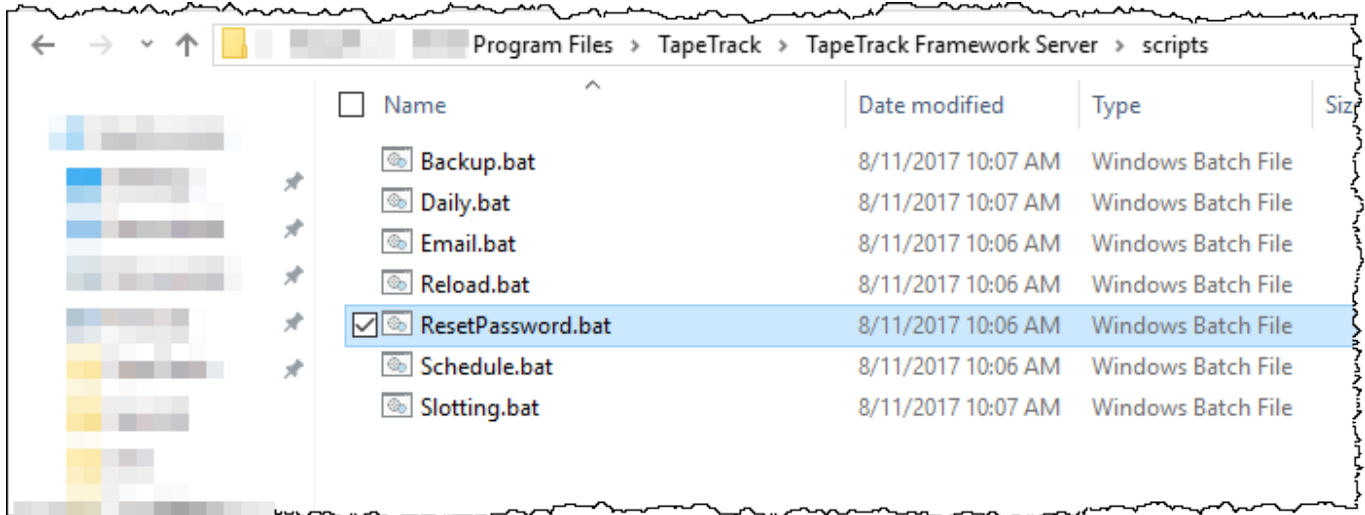 Program Files > TapeTrack > TapeTrack Framework Server > scripts
Name Date modified Type Siz
Backup.bat 8/11/2017 10:07 AM Windows Batch File
Daily.bat 8/11/2017 10:07 AM Windows Batch File
Email.bat 8/11/2017 10:06 AM Windows Batch File
Reload.bat 8/11/2017 10:06 AM Windows Batch File
ResetPassword.bat 8/11/2017 10:06 AM Windows Batch File
Schedule.bat 8/11/2017 10:06 AM Windows Batch File
Slotting.bat 8/11/2017 10:07 AM Windows Batch File